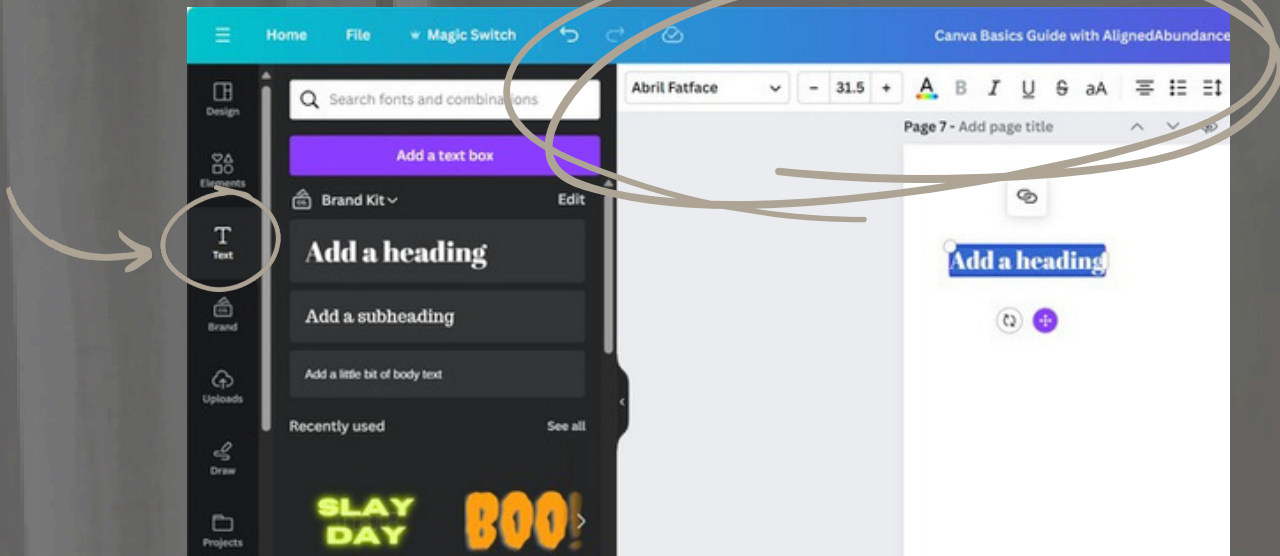 Home File Magic Switch Canva Basics Guide with AlignedAbundance
Design
Elements
Text
Brand
Uploads
Draw
Projects
Search fonts and combinations
Add a text box
Brand Kit Edit
Add a heading
Add a subheading
Add a little bit of body text
Recently used See all
SLAY
DAY
BOO!
Abril Fatface - 31.5 + A B I U S aA
Page 7 - Add page title
Add a heading